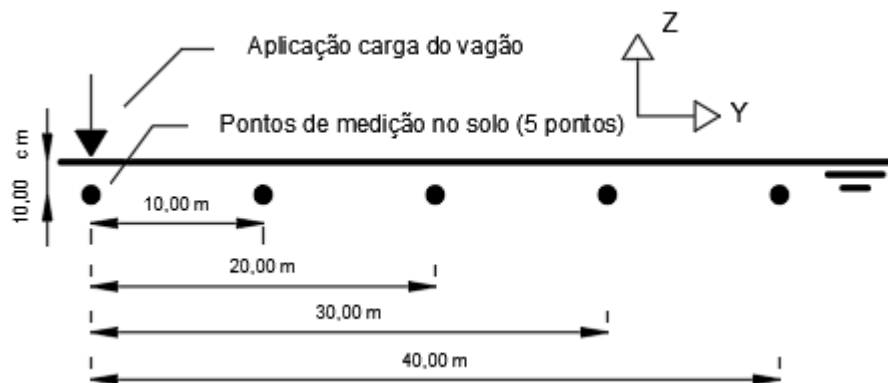 Z
Aplicação carga do vagão
Pontos de medição no solo (5 pontos)
Y
10,00 cm
10,00 m
20,00 m
30,00 m
40,00 m